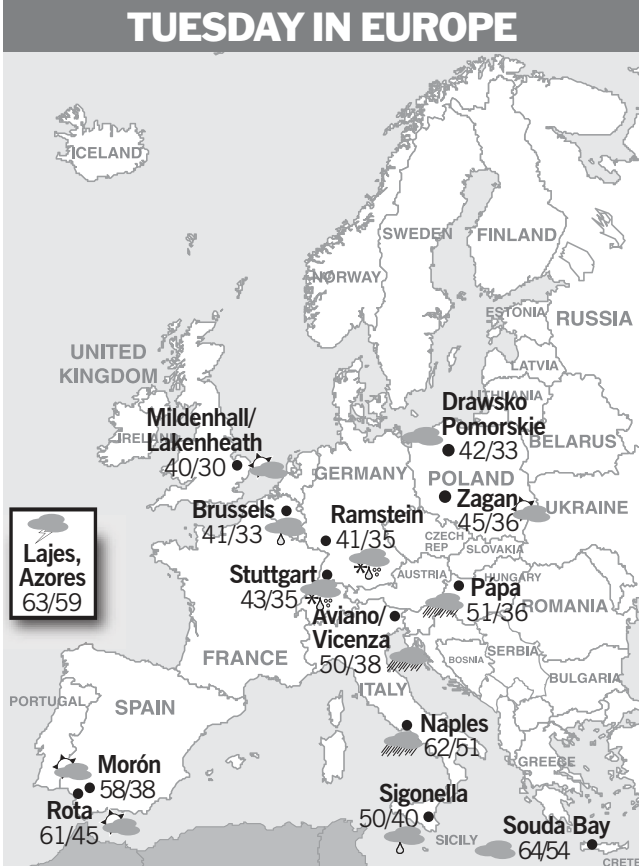 TUESDAY IN EUROPE
ICELAND
SWEDEN
FINLAND
NORWAY
ESTONIA
RUSSIA
LATVIA
LITHUANIA
UNITED
KINGDOM
IRELAND
Mildenhall/
Lakenheath
40/30
Drawsko
Pomorskie
42/33
BELARUS
GERMANY
POLAND
Zagan
45/36
UKRAINE
Brussels
41/33
Ramstein
41/35
CZECH
REP
SLOVAKIA
Lajes,
Azores
63/59
Stuttgart
43/35
AUSTRIA
HUNGARY
Pápa
51/36
ROMANIA
Aviano/
Vicenza
50/38
FRANCE
BOSNIA
SERBIA
BULGARIA
ITALY
PORTUGAL
SPAIN
Naples
62/51
GREECE
Morón
58/38
Rota
61/45
Sigonella
50/40
SICILY
Souda Bay
64/54
CRETE